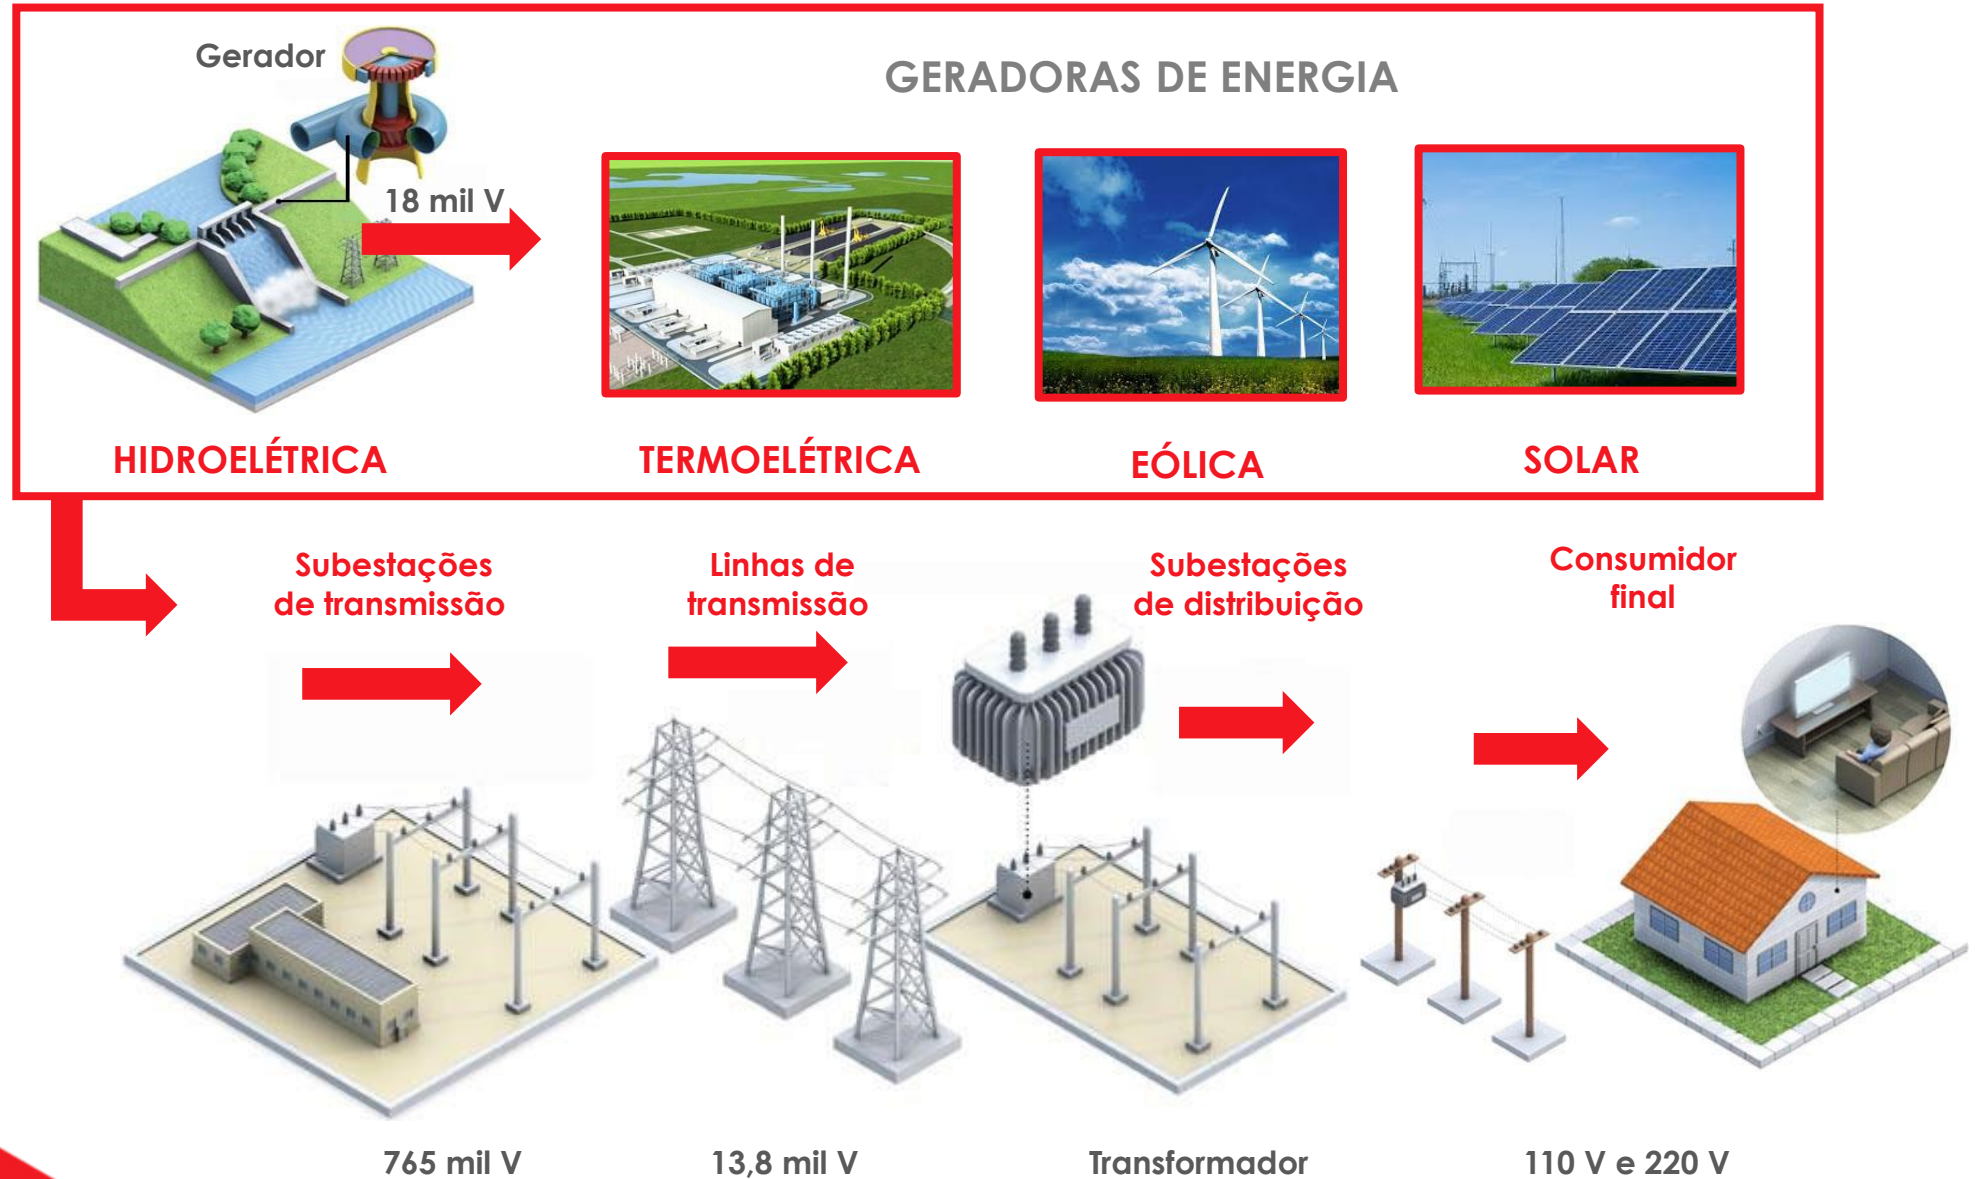 Gerador
GERADORAS DE ENERGIA
18 mil V
HIDROELÉTRICA
TERMOELÉTRICA
EÓLICA
SOLAR
Subestações
de transmissão
Linhas de
transmissão
Subestações
de distribuição
Consumidor
final
765 mil V
13,8 mil V
Transformador
110 V e 220 V